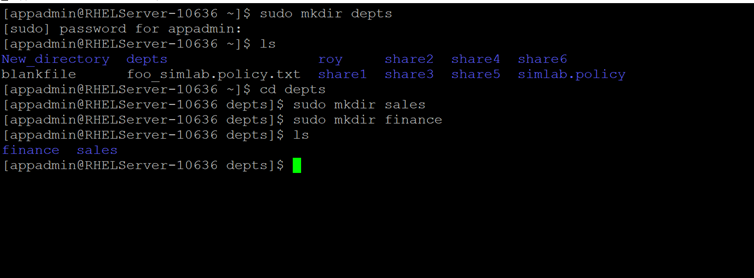 [appadmin@RHELServer-10636 ~]$ sudo mkdir depts
[sudo] password for appadmin:
[appadmin@RHELServer-10636 ~]$ ls
New_directory  depts                  roy     share2  share4  share6
blankfile      foo_simlab.policy.txt  share1  share3  share5  simlab.policy
[appadmin@RHELServer-10636 ~]$ cd depts
[appadmin@RHELServer-10636 depts]$ sudo mkdir sales
[appadmin@RHELServer-10636 depts]$ sudo mkdir finance
[appadmin@RHELServer-10636 depts]$ ls
finance  sales
[appadmin@RHELServer-10636 depts]$